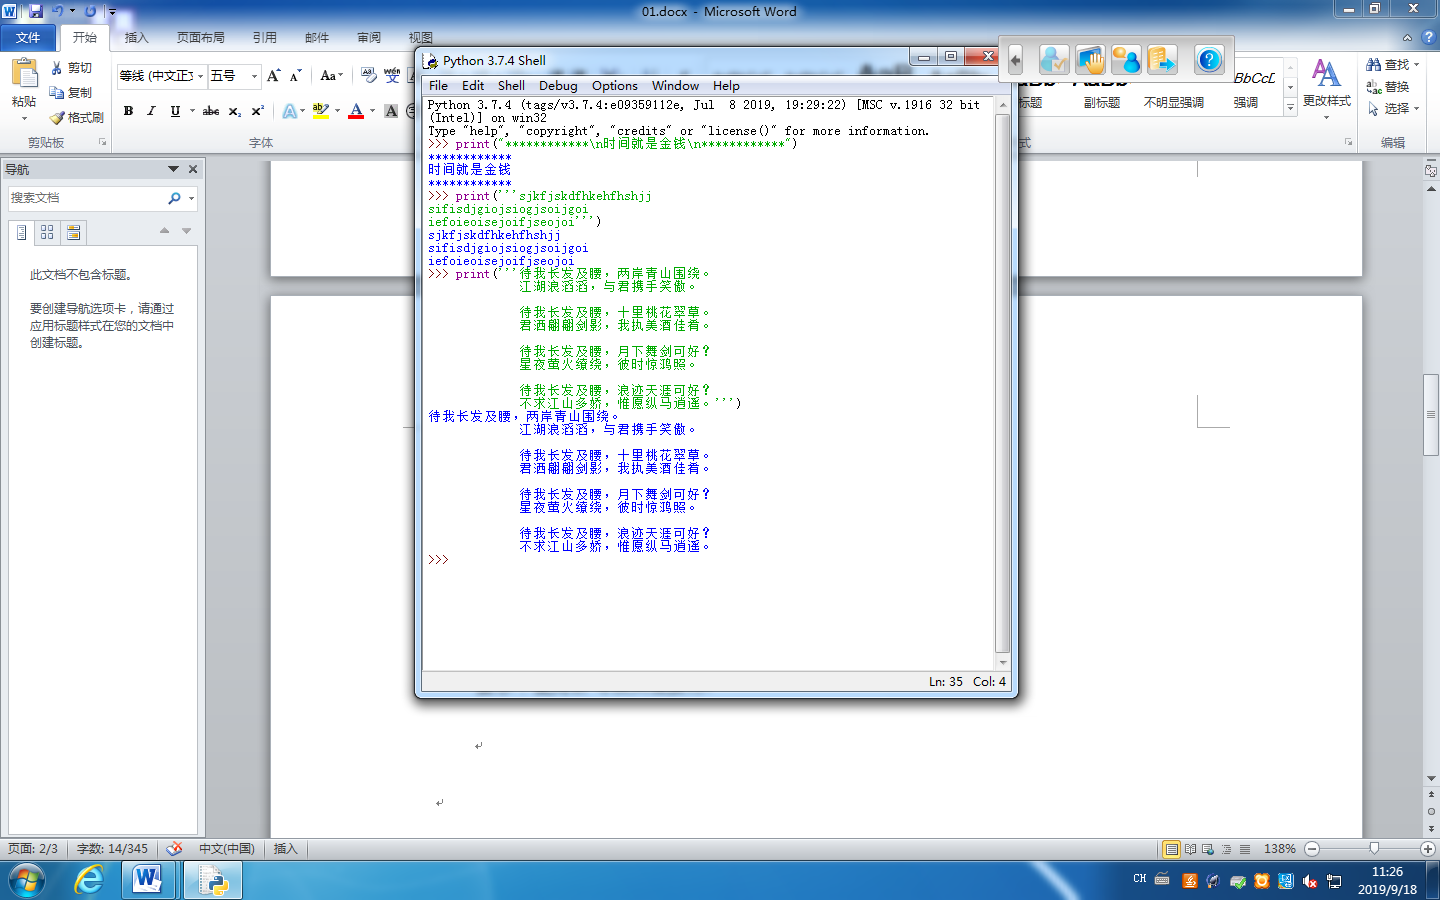 01.docx - Microsoft Word
文件 开始 插入 页面布局 引用 邮件 审阅 视图
粘贴
剪切
复制
格式刷
剪贴板
等线 (中文正文 五号
字体
标题 副标题 不明显强调 强调
更改样式
查找
替换
选择
编辑
导航
搜索文档
此文档不包含标题。
要创建导航选项卡，请通过
应用标题样式在您的文档中
创建标题。
Python 3.7.4 Shell
File Edit Shell Debug Options Window Help
Python 3.7.4 (tags/v3.7.4:e09359112e, Jul  8 2019, 19:29:22) [MSC v.1916 32 bit
(Intel)] on win32
Type "help", "copyright", "credits" or "license()" for more information.
>>> print("************\n时间就是金钱\n************")
************
时间就是金钱
************
>>> print('''sjkfjskdfhkehfhshjj
sifisdjgiojsiogjsoijgoi
iefoieoisejoifjseojoi''')
sjkfjskdfhkehfhshjj
sifisdjgiojsiogjsoijgoi
iefoieoisejoifjseojoi
>>> print('''待我长发及腰，两岸青山围绕。
江湖浪滔滔，与君携手笑傲。
待我长发及腰，十里桃花翠草。
君洒翩翩剑影，我执美酒佳肴。
待我长发及腰，月下舞剑可好？
星夜萤火缭绕，彼时惊鸿照。
待我长发及腰，浪迹天涯可好？
不求江山多娇，惟愿纵马逍遥。''')
待我长发及腰，两岸青山围绕。
江湖浪滔滔，与君携手笑傲。
待我长发及腰，十里桃花翠草。
君洒翩翩剑影，我执美酒佳肴。
待我长发及腰，月下舞剑可好？
星夜萤火缭绕，彼时惊鸿照。
待我长发及腰，浪迹天涯可好？
不求江山多娇，惟愿纵马逍遥。
>>>
Ln: 35 Col: 4
页面: 2/3 字数: 14/345 中文(中国) 插入 138%
CH 11:26
2019/9/18